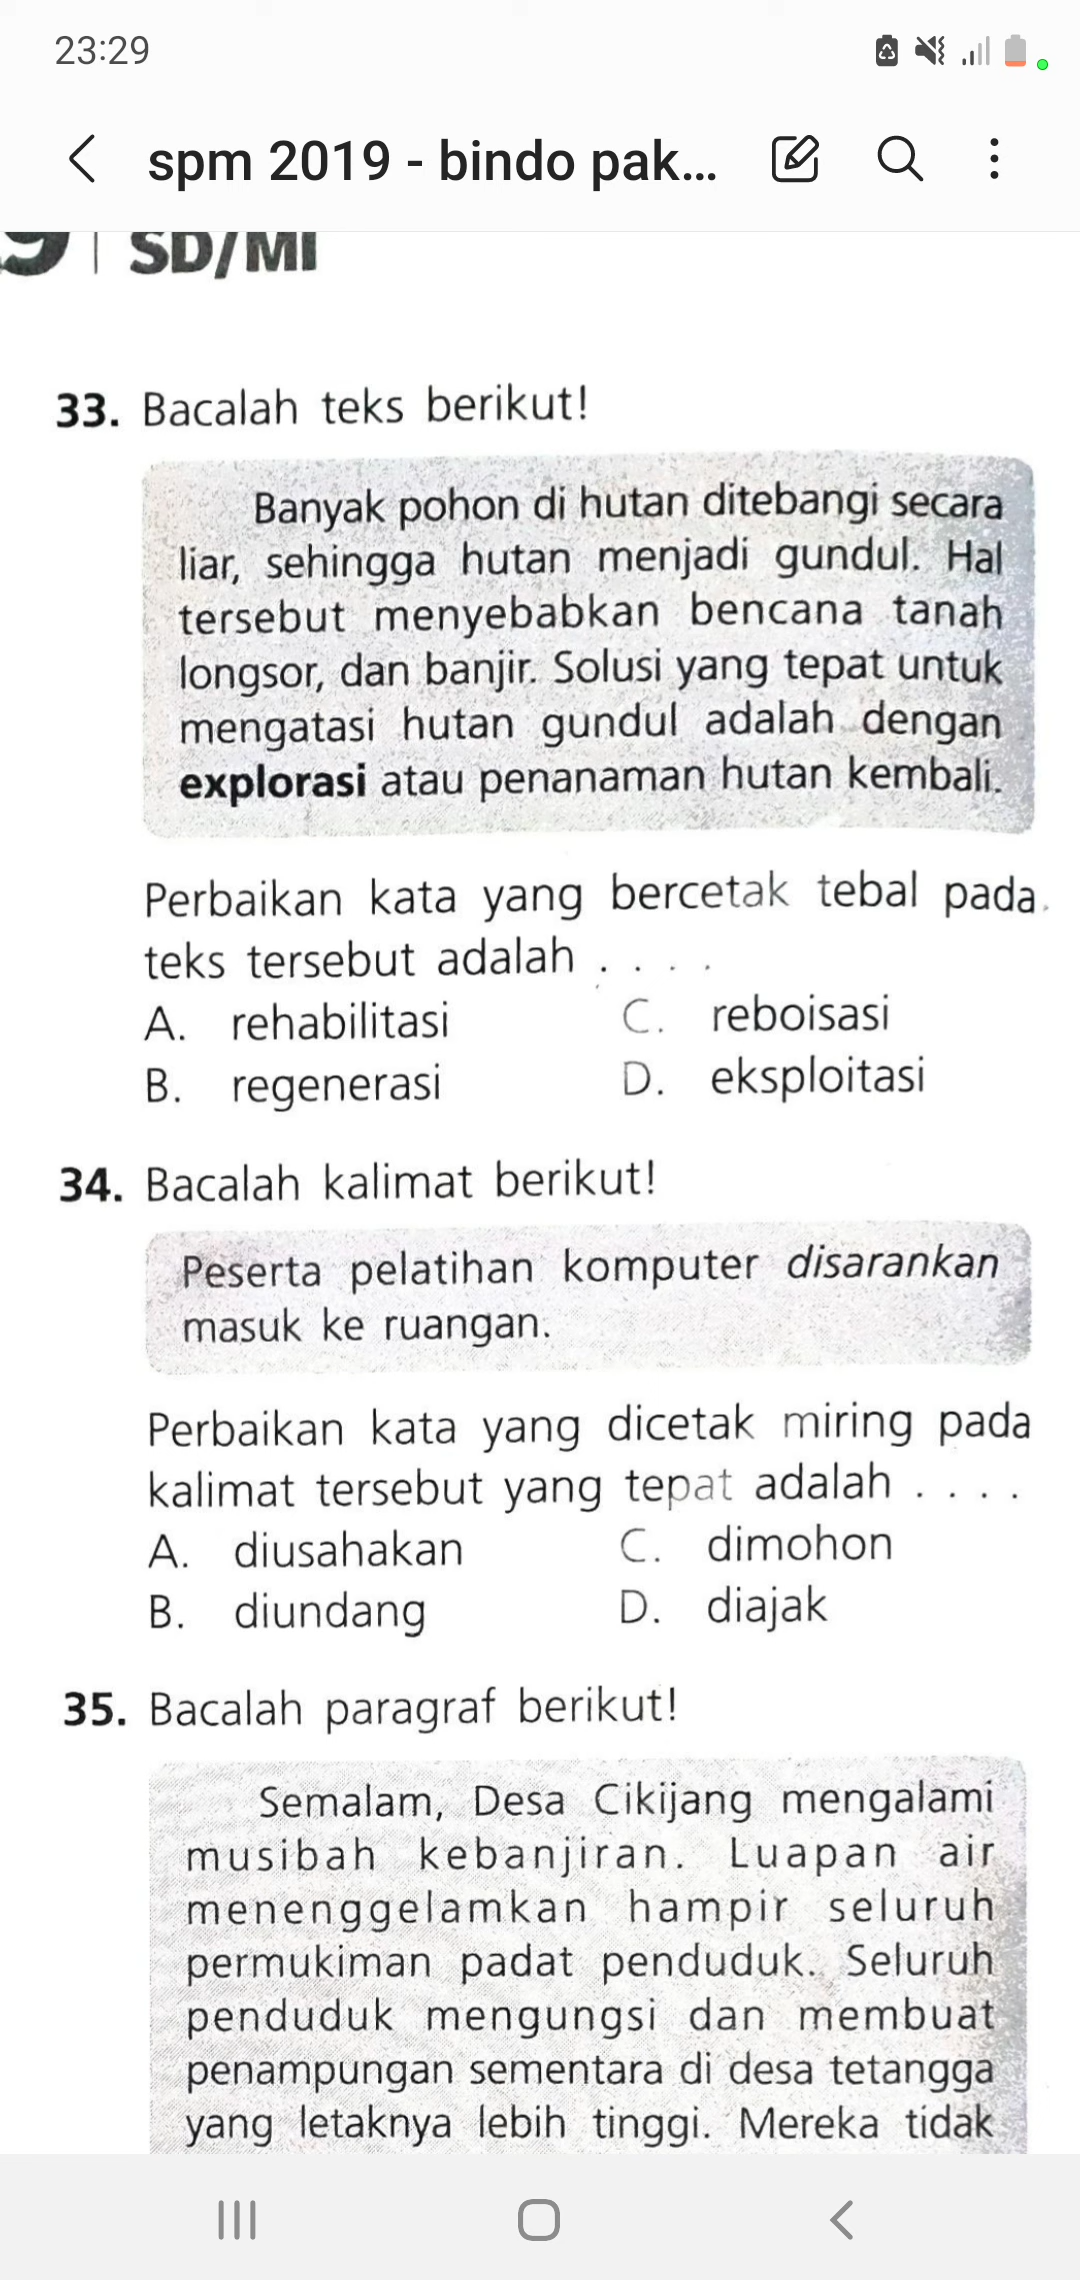 23:29
spm 2019 - bindo pak...
SD/MI
33. Bacalah teks berikut!
Banyak pohon di hutan ditebangi secara
liar, sehingga hutan menjadi gundul. Hal
tersebut menyebabkan bencana tanah
longsor, dan banjir. Solusi yang tepat untuk
mengatasi hutan gundul adalah dengan
explorasi atau penanaman hutan kembali.
Perbaikan kata yang bercetak tebal pada
teks tersebut adalah . . . .
A. rehabilitasi C. reboisasi
B. regenerasi D. eksploitasi
34. Bacalah kalimat berikut!
Peserta pelatihan komputer disarankan
masuk ke ruangan.
Perbaikan kata yang dicetak miring pada
kalimat tersebut yang tepat adalah . . . .
A. diusahakan C. dimohon
B. diundang D. diajak
35. Bacalah paragraf berikut!
Semalam, Desa Cikijang mengalami
musibah kebanjiran. Luapan air
menenggelamkan hampir seluruh
permukiman padat penduduk. Seluruh
penduduk mengungsi dan membuat
penampungan sementara di desa tetangga
yang letaknya lebih tinggi. Mereka tidak